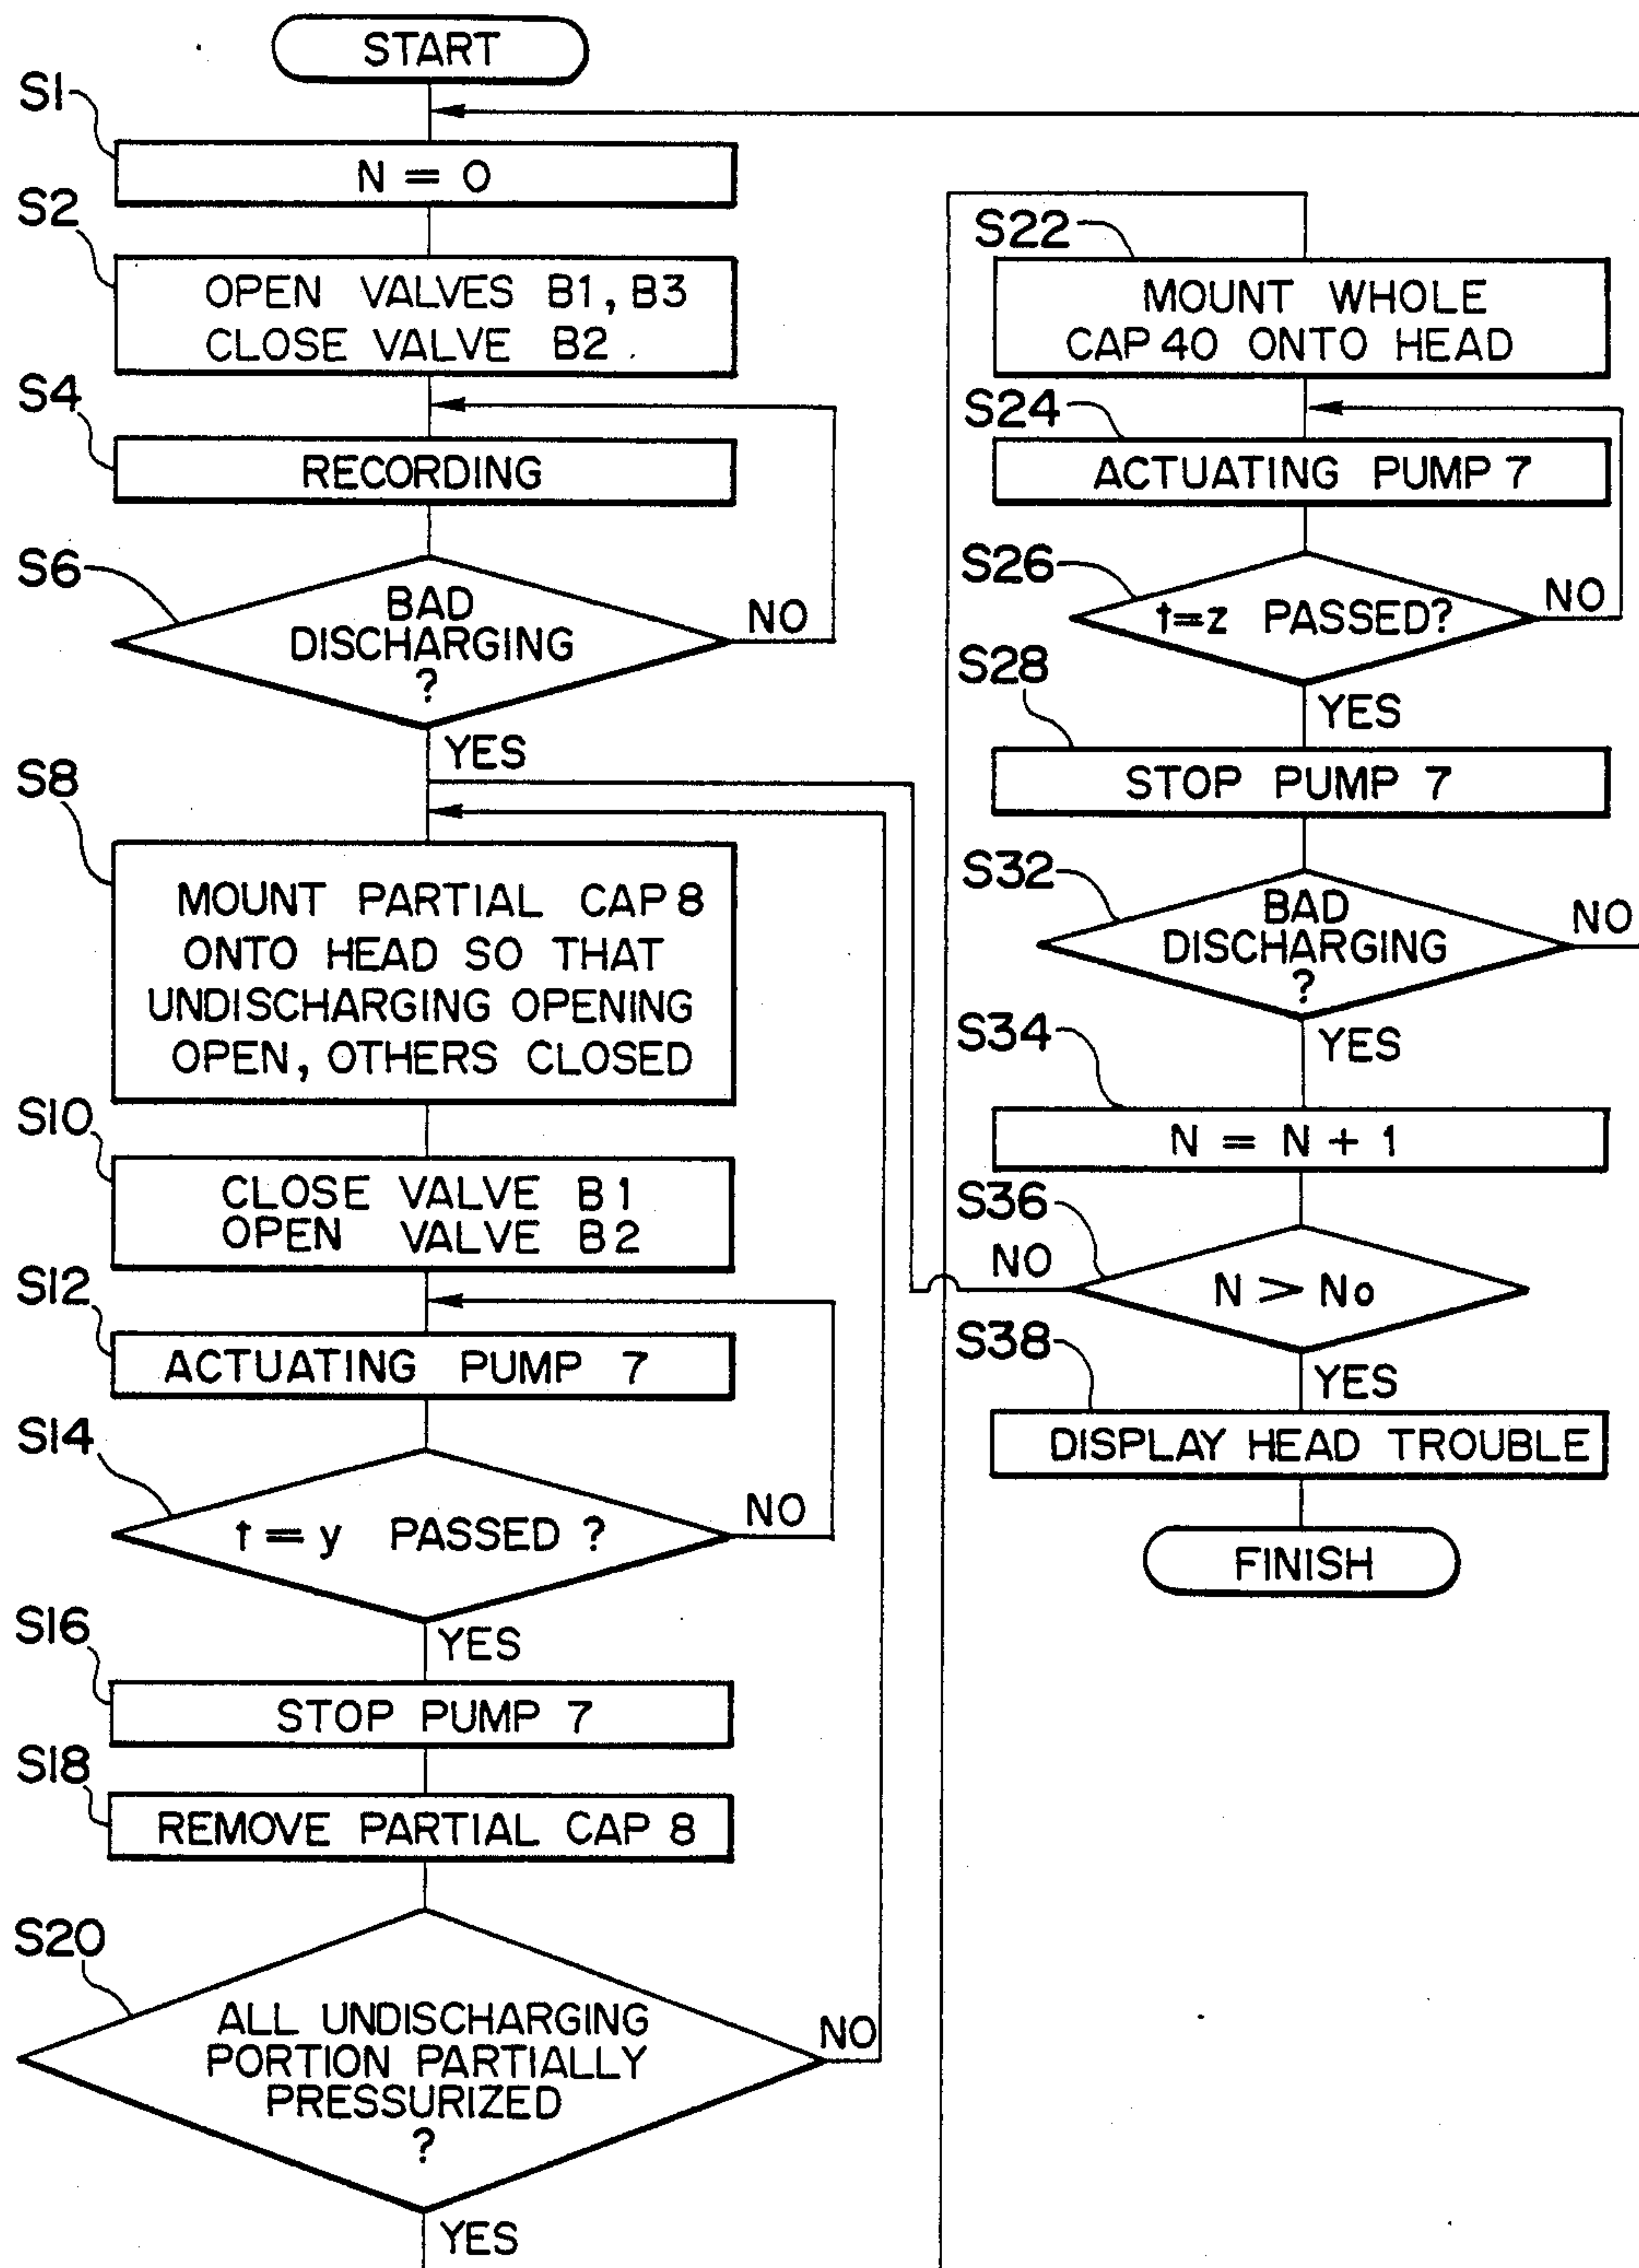 START
S1
N = 0
S2
OPEN VALVES B1, B3
CLOSE VALVE B2
S4
RECORDING
S6
BAD
DISCHARGING
?
NO
YES
S8
MOUNT PARTIAL CAP 8
ONTO HEAD SO THAT
UNDISCHARGING OPENING
OPEN, OTHERS CLOSED
S10
CLOSE VALVE B1
OPEN VALVE B2
S12
ACTUATING PUMP 7
S14
t = y PASSED ?
NO
YES
S16
STOP PUMP 7
S18
REMOVE PARTIAL CAP 8
S20
ALL UNDISCHARGING
PORTION PARTIALLY
PRESSURIZED
?
NO
YES
S22
MOUNT WHOLE
CAP 40 ONTO HEAD
S24
ACTUATING PUMP 7
S26
t=z PASSED?
NO
YES
S28
STOP PUMP 7
S32
BAD
DISCHARGING
?
NO
YES
S34
N = N + 1
S36
N > No
NO
YES
S38
DISPLAY HEAD TROUBLE
FINISH